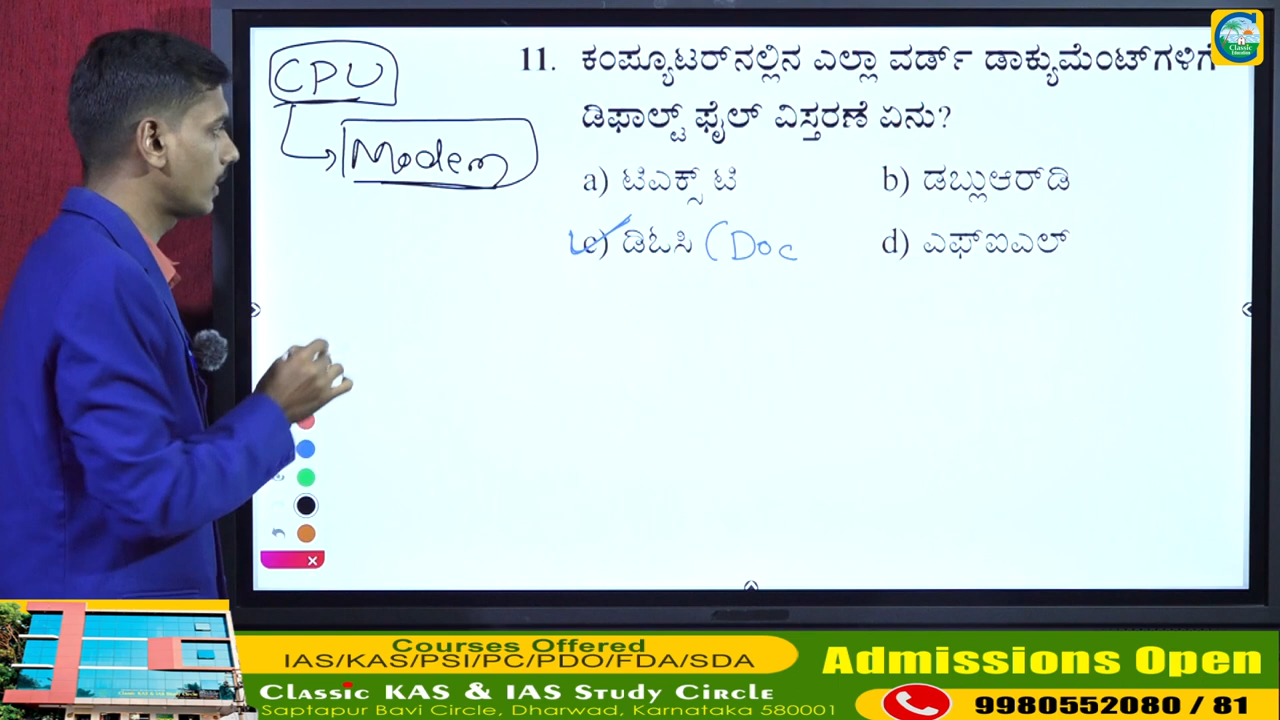 CPU
Modem
11. ಕಂಪ್ಯೂಟರ್‌ನಲ್ಲಿನ ಎಲ್ಲಾ ವರ್ಡ್ ಡಾಕ್ಯುಮೆಂಟ್‌ಗಳಿಗೆ
ಡಿಫಾಲ್ಟ್ ಫೈಲ್ ವಿಸ್ತರಣೆ ಏನು?
a) ಟಿಎಕ್ಸ್ ಟಿ b) ಡಬ್ಲುಆರ್‌ಡಿ
c) ಡಿಓಸಿ (Doc d) ಎಫ್‌ಐಎಲ್
Classic
Education
Courses Offered
IAS/KAS/PSI/PC/PDO/FDA/SDA
Classic KAS & IAS Study Circle
Saptapur Bavi Circle, Dharwad, Karnataka 580001
Admissions Open
9980552080 / 81